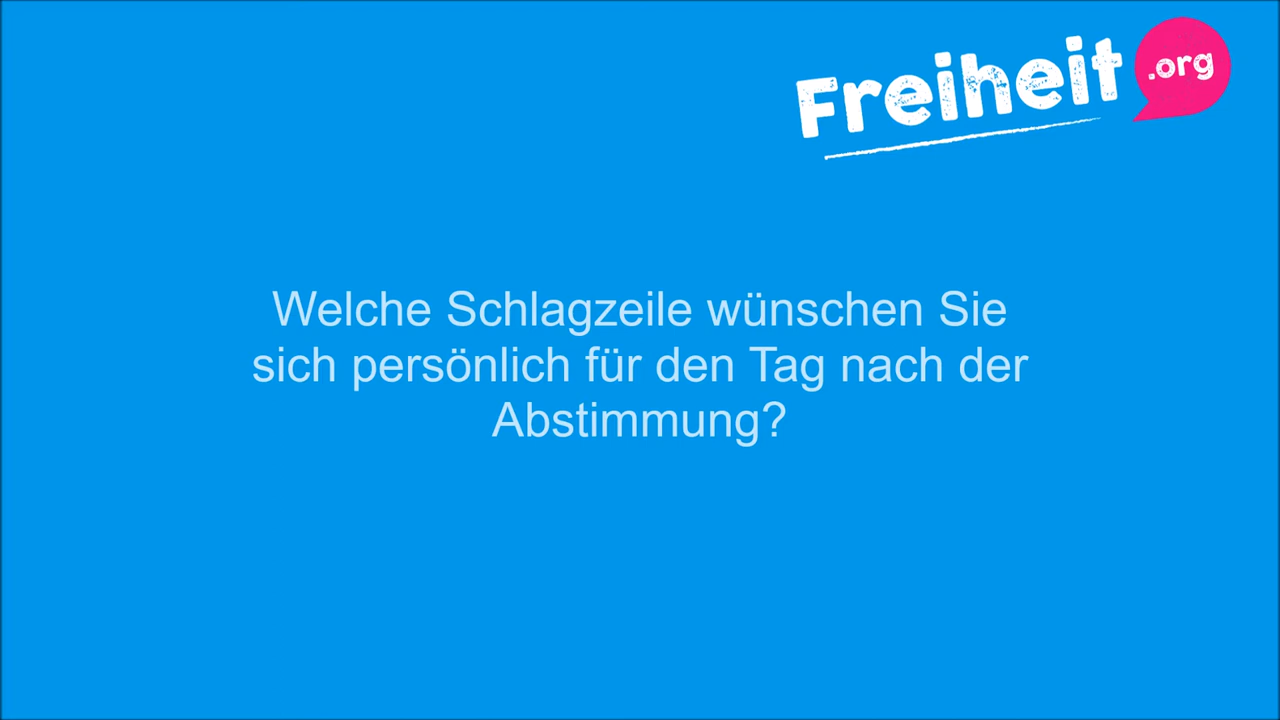 Freiheit .org
Welche Schlagzeile wünschen Sie
sich persönlich für den Tag nach der
Abstimmung?